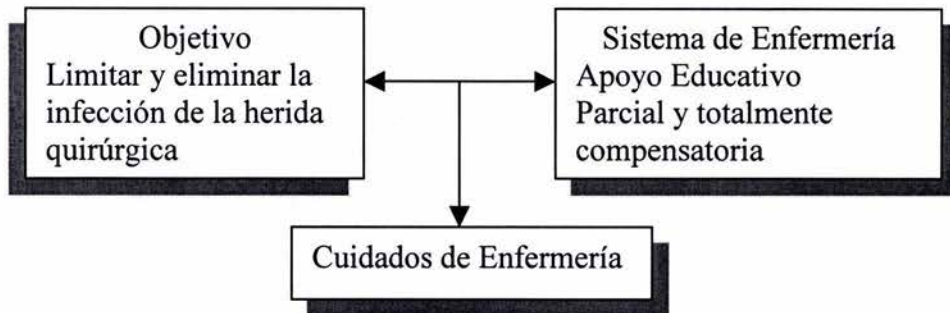 Objetivo
Limitar y eliminar la
infección de la herida
quirúrgica
Sistema de Enfermería
Apoyo Educativo
Parcial y totalmente
compensatoria
Cuidados de Enfermería